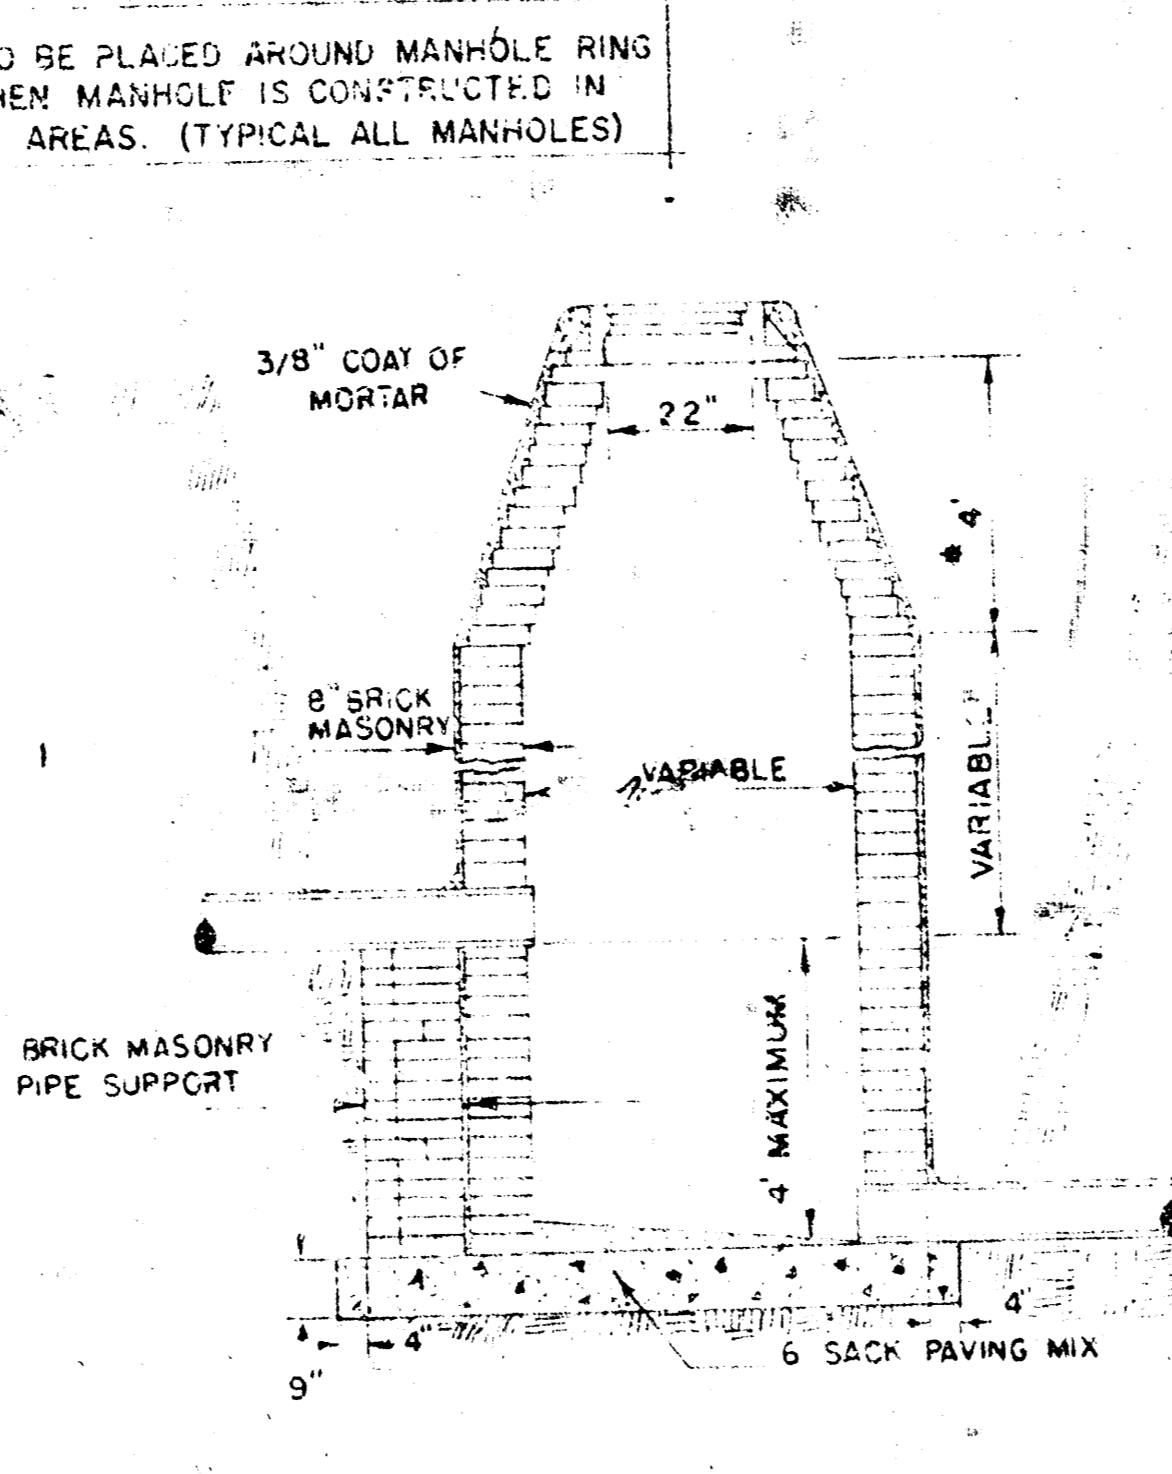 BE PLACED AROUND MANHOLE RING
MANHOLE IS CONSTRUCTED IN
AREAS. (TYPICAL ALL MANHOLES)
3/8" COAT OF
MORTAR
22"
* 4'
8" BRICK
MASONRY
VARIABLE
VARIABLE
BRICK MASONRY
PIPE SUPPORT
4' MAXIMUM
4"
4"
9"
6 SACK PAVING MIX